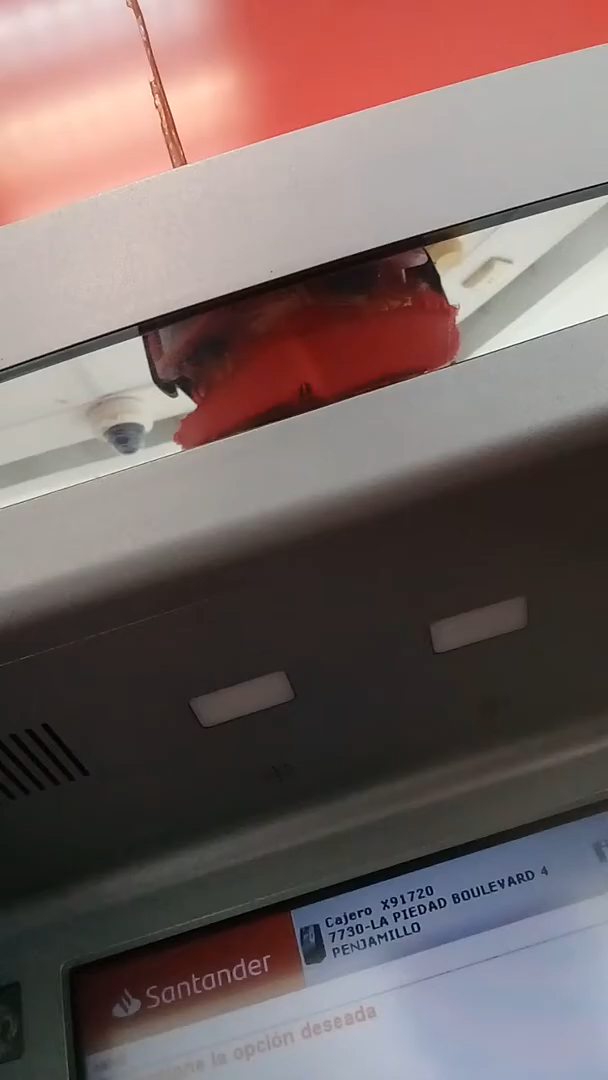 Cajero X91720
7730-LA PIEDAD BOULEVARD 4
PENJAMILLO
Santander
la opción deseada